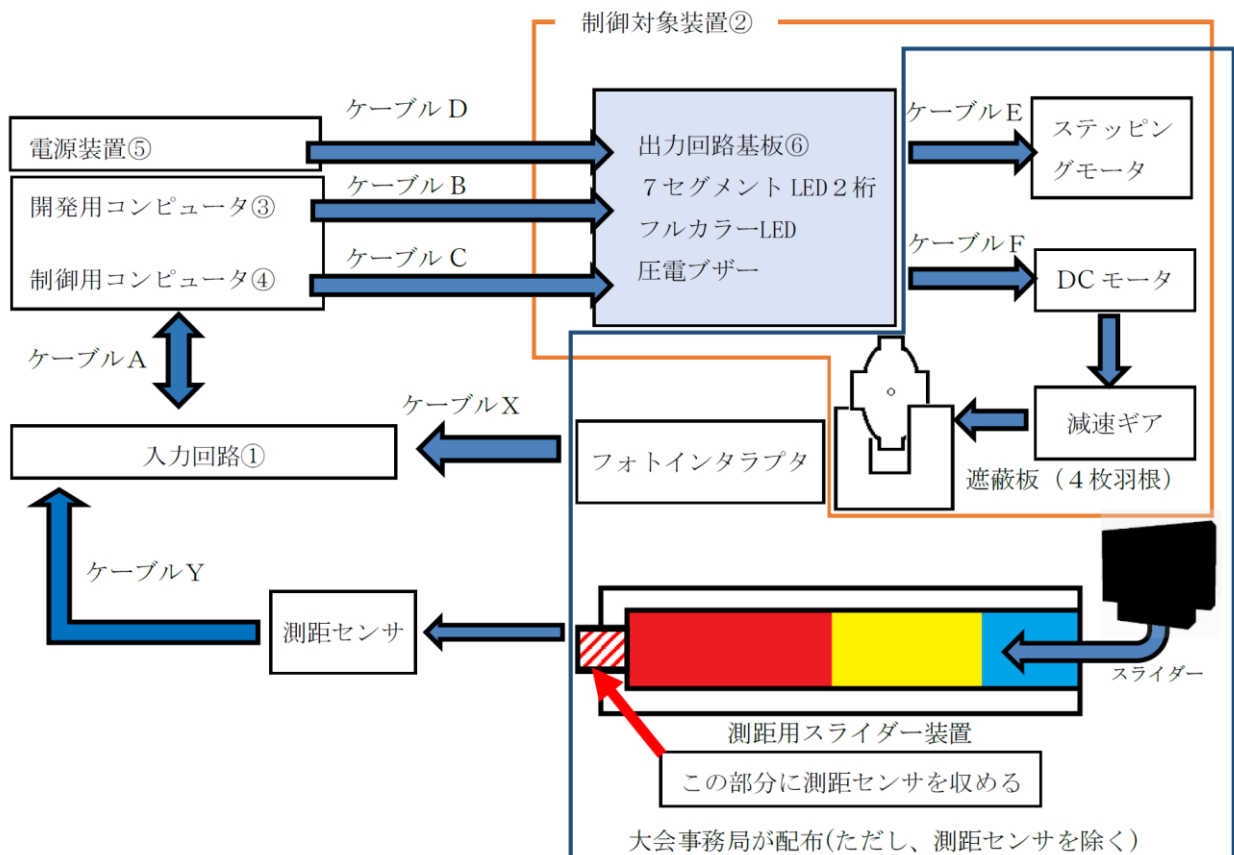 制御対象装置②
ケーブルD
電源装置⑤
ケーブルB
開発用コンピュータ③
ケーブルC
制御用コンピュータ④
出力回路基板⑥
7セグメント LED2桁
フルカラーLED
圧電ブザー
ケーブルE
ステッピン
グモータ
ケーブルF
DCモータ
減速ギア
遮蔽板（4枚羽根）
ケーブルA
ケーブルX
入力回路①
フォトインタラプタ
ケーブルY
測距センサ
スライダー
測距用スライダー装置
この部分に測距センサを収める
大会事務局が配布(ただし、測距センサを除く)